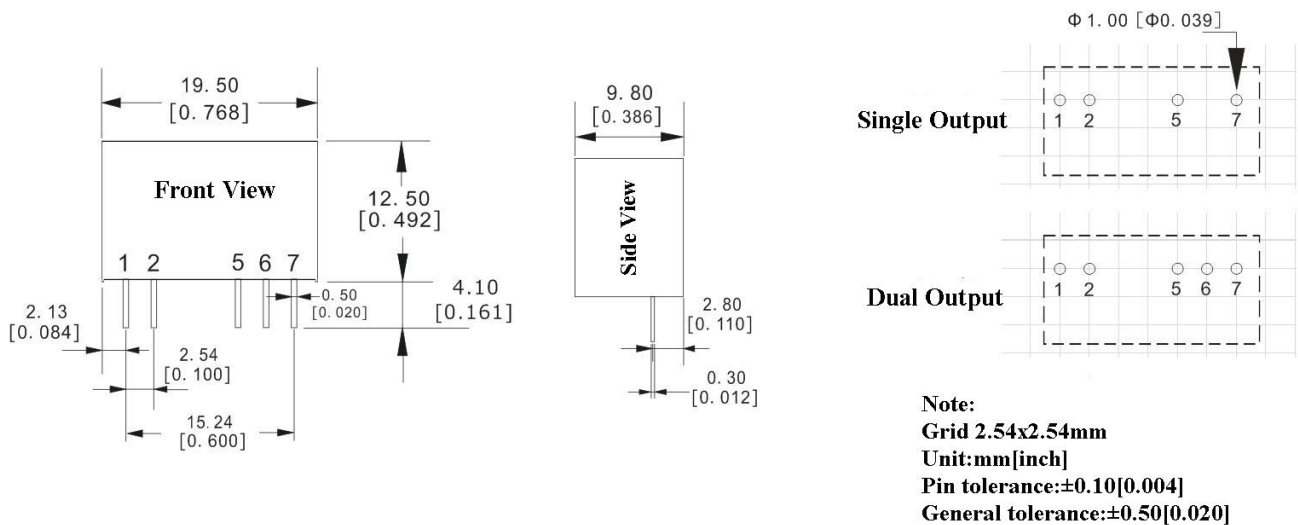 19.50
[0.768]
Front View
12.50
[0.492]
1 2 5 6 7
4.10
[0.161]
0.50
[0.020]
2.13
[0.084]
2.54
[0.100]
15.24
[0.600]
9.80
[0.386]
Side View
2.80
[0.110]
0.30
[0.012]
Φ1.00 [Φ0.039]
Single Output
1 2 5 7
Dual Output
1 2 5 6 7
Note:
Grid 2.54x2.54mm
Unit:mm[inch]
Pin tolerance:±0.10[0.004]
General tolerance:±0.50[0.020]